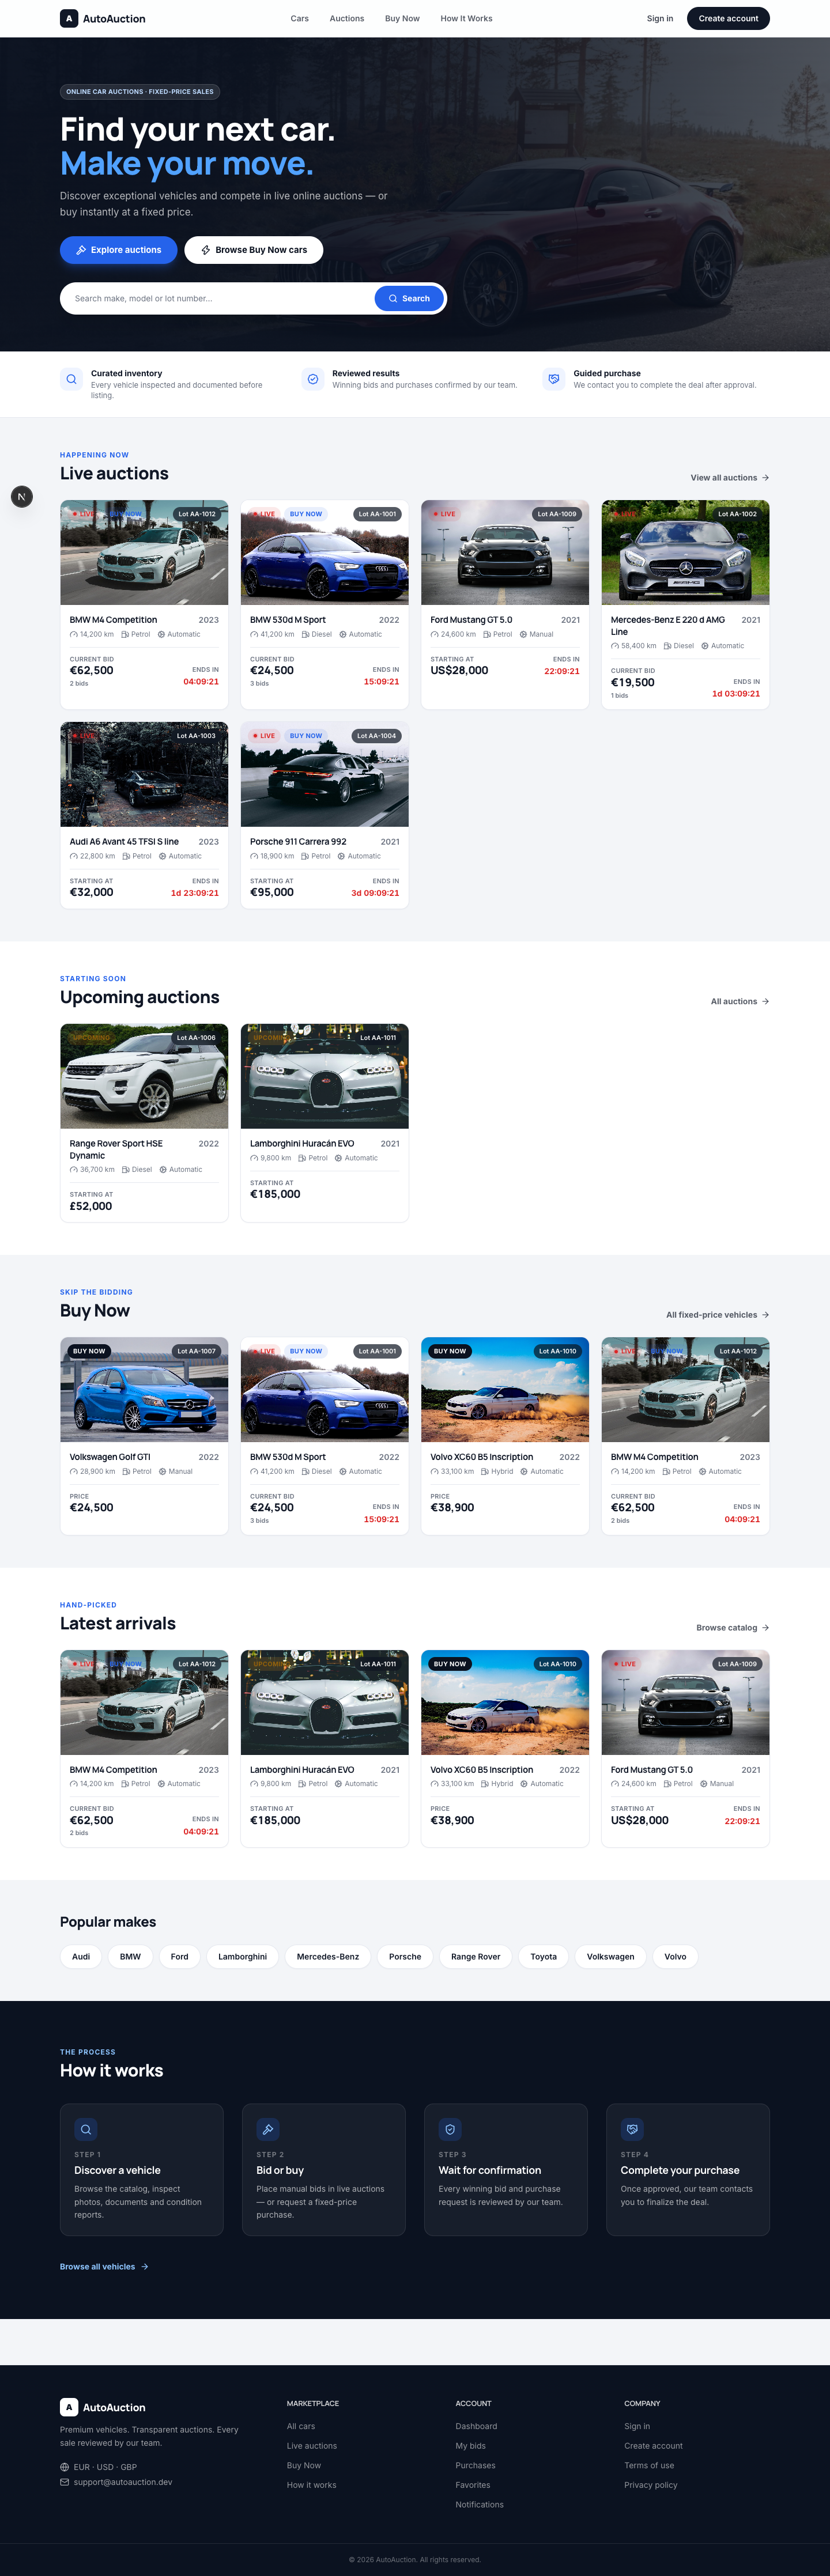 A AutoAuction
Cars Auctions Buy Now How It Works
Sign in Create account
ONLINE CAR AUCTIONS · FIXED-PRICE SALES
Find your next car.
Make your move.
Discover exceptional vehicles and compete in live online auctions — or
buy instantly at a fixed price.
Explore auctions Browse Buy Now cars
Search make, model or lot number...
Search
Curated inventory
Every vehicle inspected and documented before
listing.
Reviewed results
Winning bids and purchases confirmed by our team.
Guided purchase
We contact you to complete the deal after approval.
HAPPENING NOW
Live auctions
View all auctions
N
LIVE BUY NOW Lot AA-1012
BMW M4 Competition 2023
14,200 km Petrol Automatic
CURRENT BID
€62,500
2 bids
ENDS IN
04:09:21
LIVE BUY NOW Lot AA-1001
BMW 530d M Sport 2022
41,200 km Diesel Automatic
CURRENT BID
€24,500
3 bids
ENDS IN
15:09:21
LIVE Lot AA-1009
Ford Mustang GT 5.0 2021
24,600 km Petrol Manual
STARTING AT
US$28,000
ENDS IN
22:09:21
LIVE Lot AA-1002
Mercedes-Benz E 220 d AMG 2021
Line
58,400 km Diesel Automatic
CURRENT BID
€19,500
1 bids
ENDS IN
1d 03:09:21
LIVE Lot AA-1003
Audi A6 Avant 45 TFSI S line 2023
22,800 km Petrol Automatic
STARTING AT
€32,000
ENDS IN
1d 23:09:21
LIVE BUY NOW Lot AA-1004
Porsche 911 Carrera 992 2021
18,900 km Petrol Automatic
STARTING AT
€95,000
ENDS IN
3d 09:09:21
STARTING SOON
Upcoming auctions
All auctions
UPCOMING Lot AA-1006
Range Rover Sport HSE 2022
Dynamic
36,700 km Diesel Automatic
STARTING AT
£52,000
UPCOMING Lot AA-1011
Lamborghini Huracán EVO 2021
9,800 km Petrol Automatic
STARTING AT
€185,000
SKIP THE BIDDING
Buy Now
All fixed-price vehicles
BUY NOW Lot AA-1007
Volkswagen Golf GTI 2022
28,900 km Petrol Manual
PRICE
€24,500
LIVE BUY NOW Lot AA-1001
BMW 530d M Sport 2022
41,200 km Diesel Automatic
CURRENT BID
€24,500
3 bids
ENDS IN
15:09:21
BUY NOW Lot AA-1010
Volvo XC60 B5 Inscription 2022
33,100 km Hybrid Automatic
PRICE
€38,900
LIVE BUY NOW Lot AA-1012
BMW M4 Competition 2023
14,200 km Petrol Automatic
CURRENT BID
€62,500
2 bids
ENDS IN
04:09:21
HAND-PICKED
Latest arrivals
Browse catalog
LIVE BUY NOW Lot AA-1012
BMW M4 Competition 2023
14,200 km Petrol Automatic
CURRENT BID
€62,500
2 bids
ENDS IN
04:09:21
UPCOMING Lot AA-1011
Lamborghini Huracán EVO 2021
9,800 km Petrol Automatic
STARTING AT
€185,000
BUY NOW Lot AA-1010
Volvo XC60 B5 Inscription 2022
33,100 km Hybrid Automatic
PRICE
€38,900
LIVE Lot AA-1009
Ford Mustang GT 5.0 2021
24,600 km Petrol Manual
STARTING AT
US$28,000
ENDS IN
22:09:21
Popular makes
Audi BMW Ford Lamborghini Mercedes-Benz Porsche Range Rover Toyota Volkswagen Volvo
THE PROCESS
How it works
STEP 1
Discover a vehicle
Browse the catalog, inspect
photos, documents and condition
reports.
STEP 2
Bid or buy
Place manual bids in live auctions
— or request a fixed-price
purchase.
STEP 3
Wait for confirmation
Every winning bid and purchase
request is reviewed by our team.
STEP 4
Complete your purchase
Once approved, our team contacts
you to finalize the deal.
Browse all vehicles
A AutoAuction
Premium vehicles. Transparent auctions. Every
sale reviewed by our team.
EUR · USD · GBP
support@autoauction.dev
MARKETPLACE
All cars
Live auctions
Buy Now
How it works
ACCOUNT
Dashboard
My bids
Purchases
Favorites
Notifications
COMPANY
Sign in
Create account
Terms of use
Privacy policy
© 2026 AutoAuction. All rights reserved.